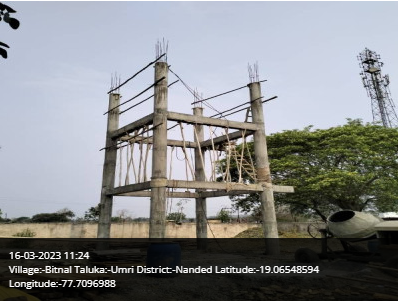 16-03-2023 11:24
Village:-Bitnal Taluka:-Umri District:-Nanded Latitude:-19.06548594
Longitude:-77.7096988